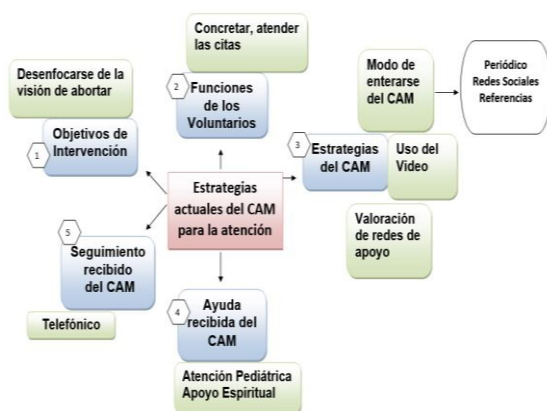 Concretar, atender
las citas
2
Funciones
de los
Voluntarios
Desenfocarse de la
visión de abortar
1
Objetivos de
Intervención
Modo de
enterarse
del CAM
Periódico
Redes Sociales
Referencias
3
Estrategias
del CAM
Uso del
Video
Valoración
de redes de
apoyo
Estrategias
actuales del CAM
para la atención
5
Seguimiento
recibido
del CAM
Telefónico
4
Ayuda
recibida del
CAM
Atención Pediátrica
Apoyo Espiritual